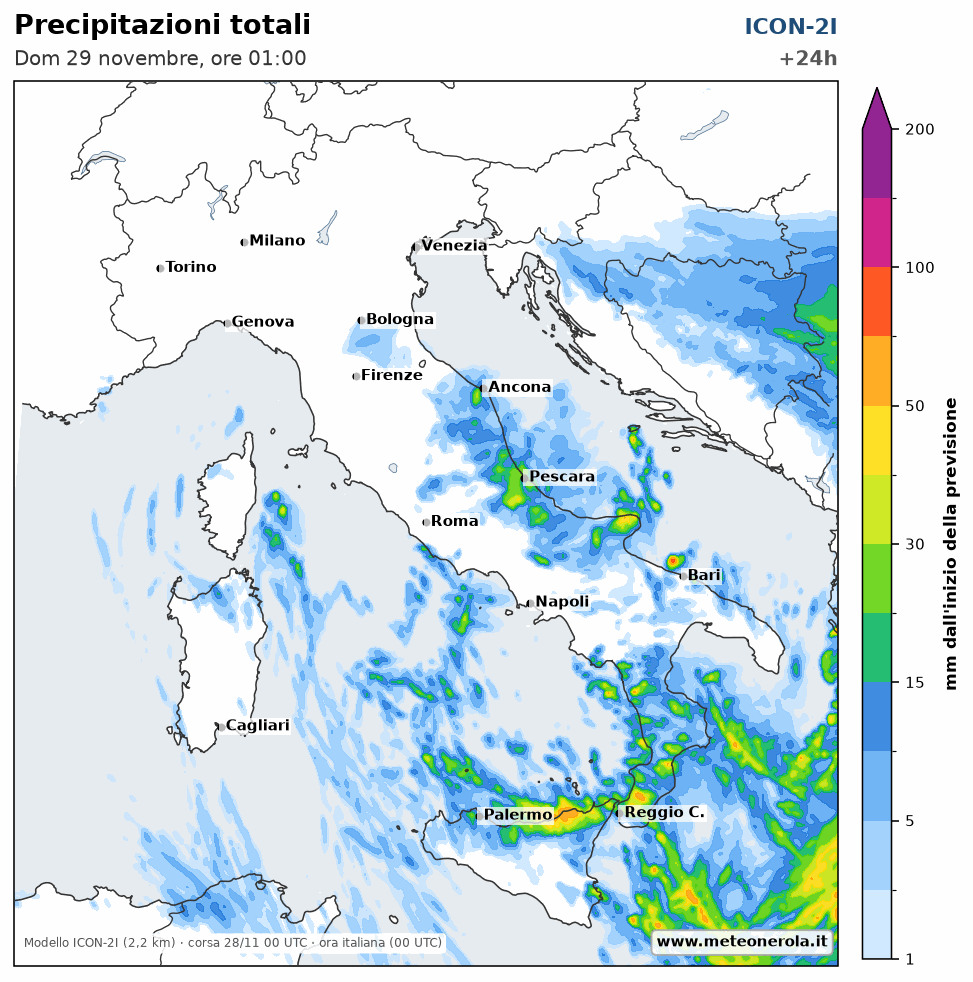 Precipitazioni totali
ICON-2I
Dom 29 novembre, ore 01:00
+24h
200
100
50
30
15
5
1
mm dall'inizio della previsione
Milano
Venezia
Torino
Genova
Bologna
Firenze
Ancona
Pescara
Roma
Bari
Napoli
Cagliari
Palermo
Reggio C.
Modello ICON-2I (2,2 km) · corsa 28/11 00 UTC · ora italiana (00 UTC)
www.meteonerola.it